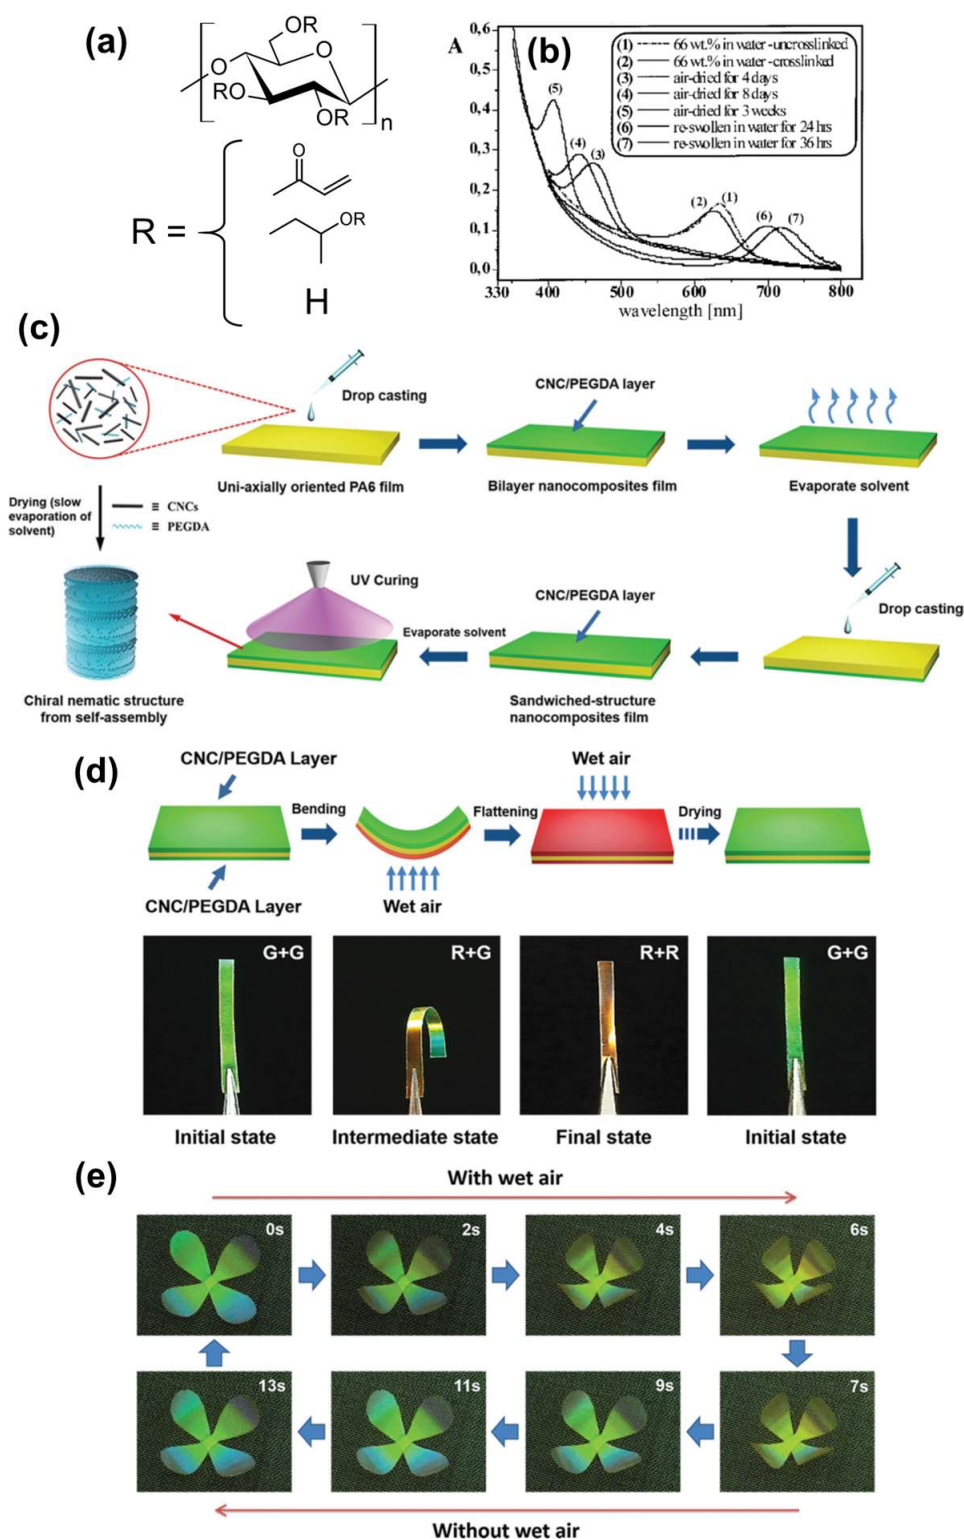 (a)
OR
O
RO
OR
O
n
R =
O
OR
H
(b)
A
0,6
0,5
0,4
0,3
0,2
0,1
0,0
(1) 66 wt.% in water -uncrosslinked
(2) 66 wt.% in water -crosslinked
(3) air-dried for 4 days
(4) air-dried for 8 days
(5) air-dried for 3 weeks
(6) re-swollen in water for 24 hrs
(7) re-swollen in water for 36 hrs
(5)
(4)
(3)
(2)
(1)
(6)
(7)
330 400 500 600 700 800
wavelength [nm]
(c)
Drop casting
Uni-axially oriented PA6 film
CNC/PEGDA layer
Bilayer nanocomposites film
Evaporate solvent
Drying (slow
evaporation of
solvent)
≡ CNCs
≡ PEGDA
Chiral nematic structure
from self-assembly
UV Curing
Evaporate solvent
CNC/PEGDA layer
Sandwiched-structure
nanocomposites film
Drop casting
(d)
CNC/PEGDA Layer
CNC/PEGDA Layer
Bending
Wet air
Flattening
Wet air
Drying
G+G
R+G
R+R
G+G
Initial state
Intermediate state
Final state
Initial state
(e)
With wet air
0s
2s
4s
6s
13s
11s
9s
7s
Without wet air